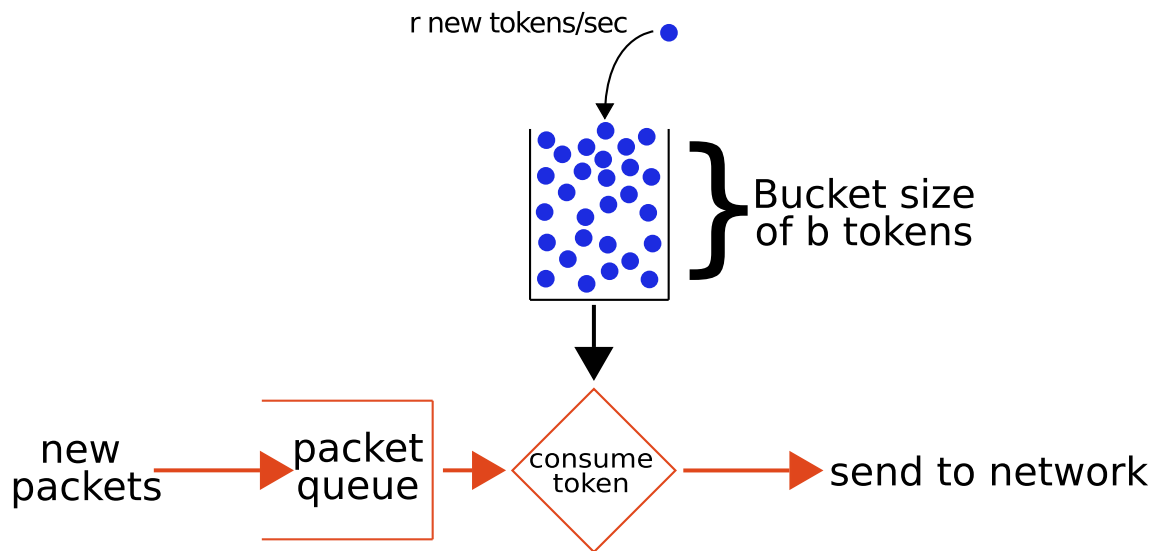 r new tokens/sec
Bucket size
of b tokens
new
packets
packet
queue
consume
token
send to network